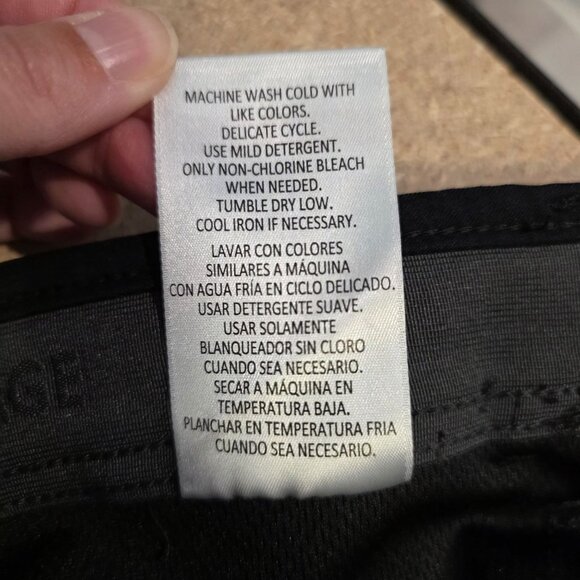 MACHINE WASH COLD WITH
LIKE COLORS.
DELICATE CYCLE.
USE MILD DETERGENT.
ONLY NON-CHLORINE BLEACH
WHEN NEEDED.
TUMBLE DRY LOW.
COOL IRON IF NECESSARY.
LAVAR CON COLORES
SIMILARES A MÁQUINA
CON AGUA FRÍA EN CICLO DELICADO.
USAR DETERGENTE SUAVE.
USAR SOLAMENTE
BLANQUEADOR SIN CLORO
CUANDO SEA NECESARIO.
SECAR A MÁQUINA EN
TEMPERATURA BAJA.
PLANCHAR EN TEMPERATURA FRIA
CUANDO SEA NECESARIO.